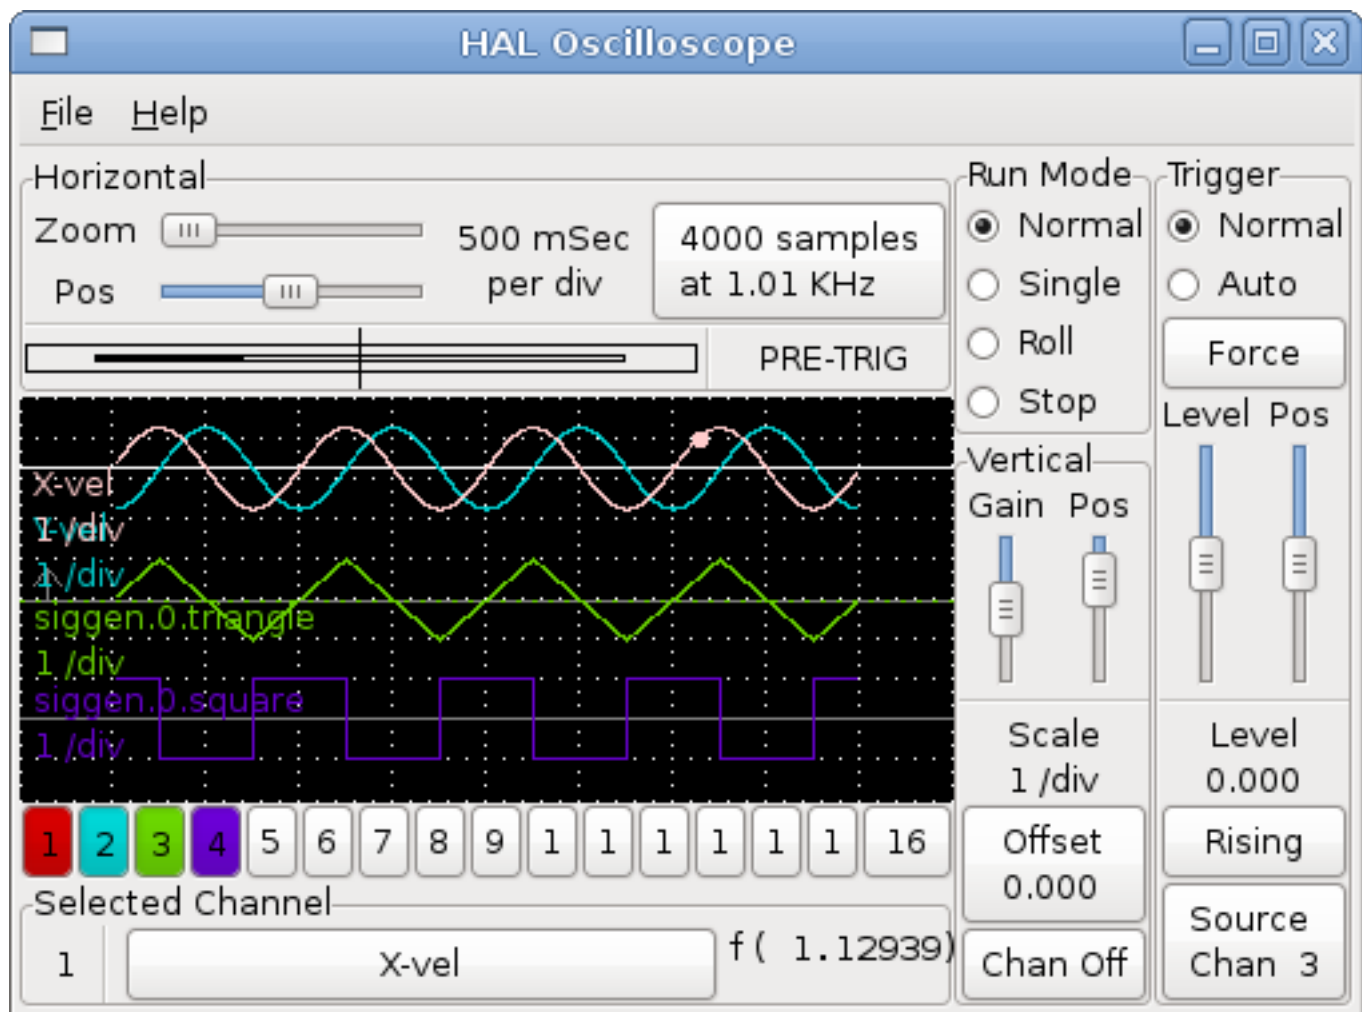 HAL Oscilloscope
File Help
Horizontal
Zoom
Pos
500 mSec
per div
4000 samples
at 1.01 KHz
PRE-TRIG
Run Mode
Normal
Single
Roll
Stop
Trigger
Normal
Auto
Force
Level Pos
X-vel
1 /div
Y-vel
1 /div
siggen.0.triangle
1 /div
siggen.0.square
1 /div
Vertical
Gain Pos
Scale
1 /div
Offset
0.000
Chan Off
Level
0.000
Rising
Source
Chan 3
1 2 3 4 5 6 7 8 9 1 1 1 1 1 1 16
Selected Channel
1 X-vel f( 1.12939)